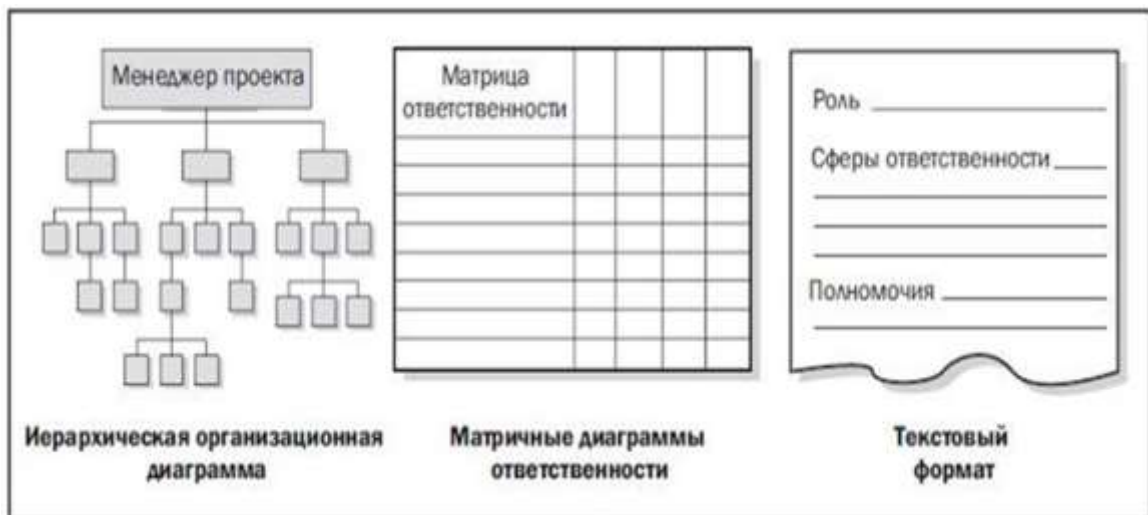 Менеджер проекта
Матрица
ответственности
Роль
Сферы ответственности
Полномочия
Иерархическая организационная
диаграмма
Матричные диаграммы
ответственности
Текстовый
формат